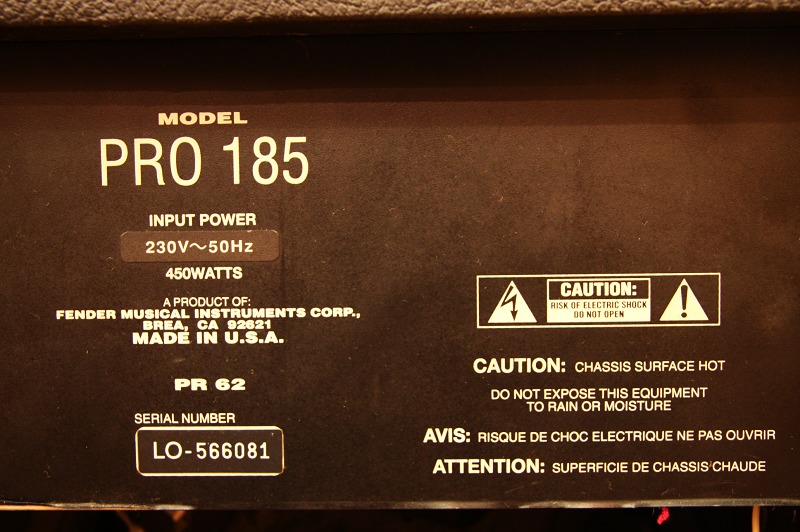 MODEL
PRO 185
INPUT POWER
230V～50Hz
450WATTS
A PRODUCT OF:
FENDER MUSICAL INSTRUMENTS CORP.,
BREA, CA 92621
MADE IN U.S.A.
PR 62
SERIAL NUMBER
LO-566081
CAUTION:
RISK OF ELECTRIC SHOCK
DO NOT OPEN
CAUTION: CHASSIS SURFACE HOT
DO NOT EXPOSE THIS EQUIPMENT
TO RAIN OR MOISTURE
AVIS: RISQUE DE CHOC ELECTRIQUE NE PAS OUVRIR
ATTENTION: SUPERFICIE DE CHASSIS CHAUDE